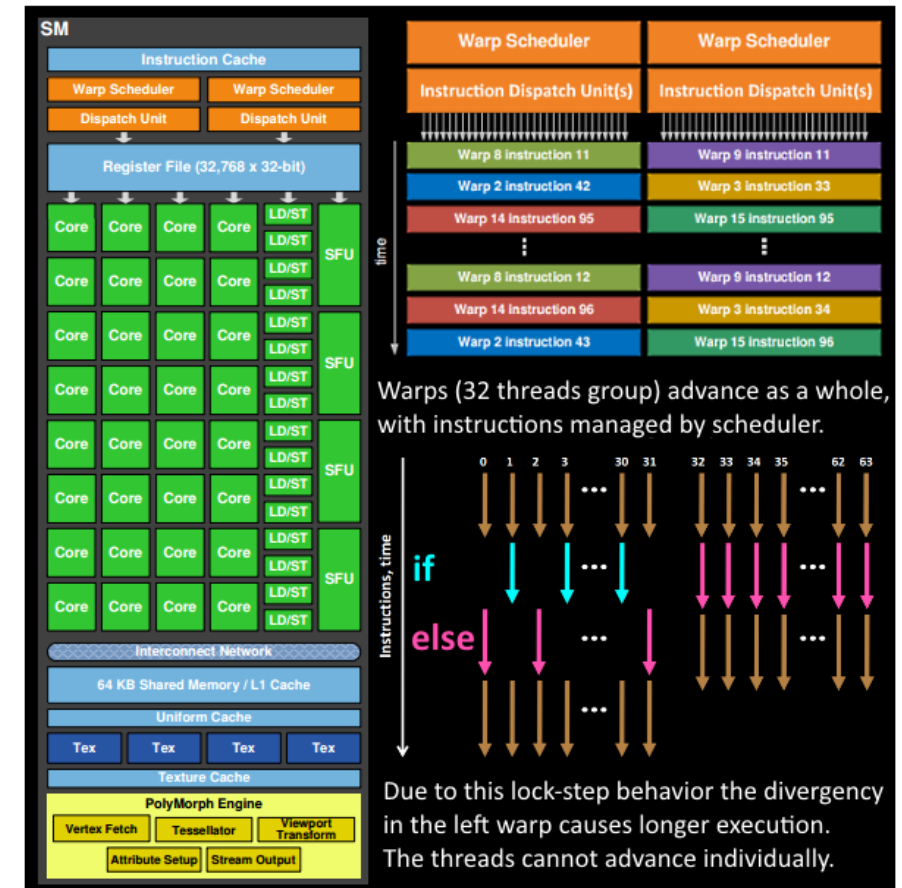 SM
Instruction Cache
Warp Scheduler Warp Scheduler
Dispatch Unit Dispatch Unit
Register File (32,768 x 32-bit)
Core Core Core Core LD/ST
LD/ST
SFU
Core Core Core Core LD/ST
LD/ST
Core Core Core Core LD/ST
LD/ST
SFU
Core Core Core Core LD/ST
LD/ST
Core Core Core Core LD/ST
LD/ST
SFU
Core Core Core Core LD/ST
LD/ST
Core Core Core Core LD/ST
LD/ST
SFU
Core Core Core Core LD/ST
LD/ST
Interconnect Network
64 KB Shared Memory / L1 Cache
Uniform Cache
Tex Tex Tex Tex
Texture Cache
PolyMorph Engine
Vertex Fetch Tessellator Viewport Transform
Attribute Setup Stream Output
Warp Scheduler Warp Scheduler
Instruction Dispatch Unit(s) Instruction Dispatch Unit(s)
time
Warp 8 instruction 11 Warp 9 instruction 11
Warp 2 instruction 42 Warp 3 instruction 33
Warp 14 instruction 95 Warp 15 instruction 95
Warp 8 instruction 12 Warp 9 instruction 12
Warp 14 instruction 96 Warp 3 instruction 34
Warp 2 instruction 43 Warp 15 instruction 96
Warps (32 threads group) advance as a whole,
with instructions managed by scheduler.
0 1 2 3 30 31 32 33 34 35 62 63
Instructions, time
if
else
Due to this lock-step behavior the divergency
in the left warp causes longer execution.
The threads cannot advance individually.